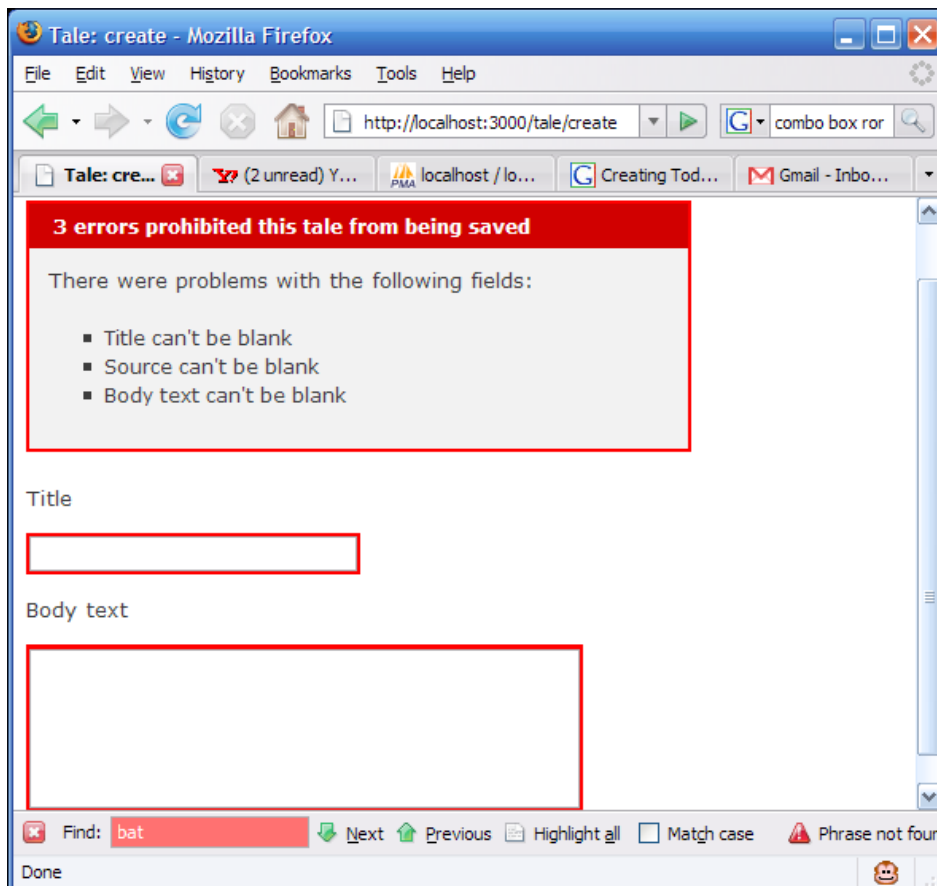 Tale: create - Mozilla Firefox
File Edit View History Bookmarks Tools Help
http://localhost:3000/tale/create G combo box ror
Tale: cre... Y? (2 unread) Y... PMA localhost / lo... G Creating Tod... M Gmail - Inbo...
3 errors prohibited this tale from being saved
There were problems with the following fields:
Title can't be blank
Source can't be blank
Body text can't be blank
Title
Body text
Find: bat Next Previous Highlight all Match case Phrase not four
Done